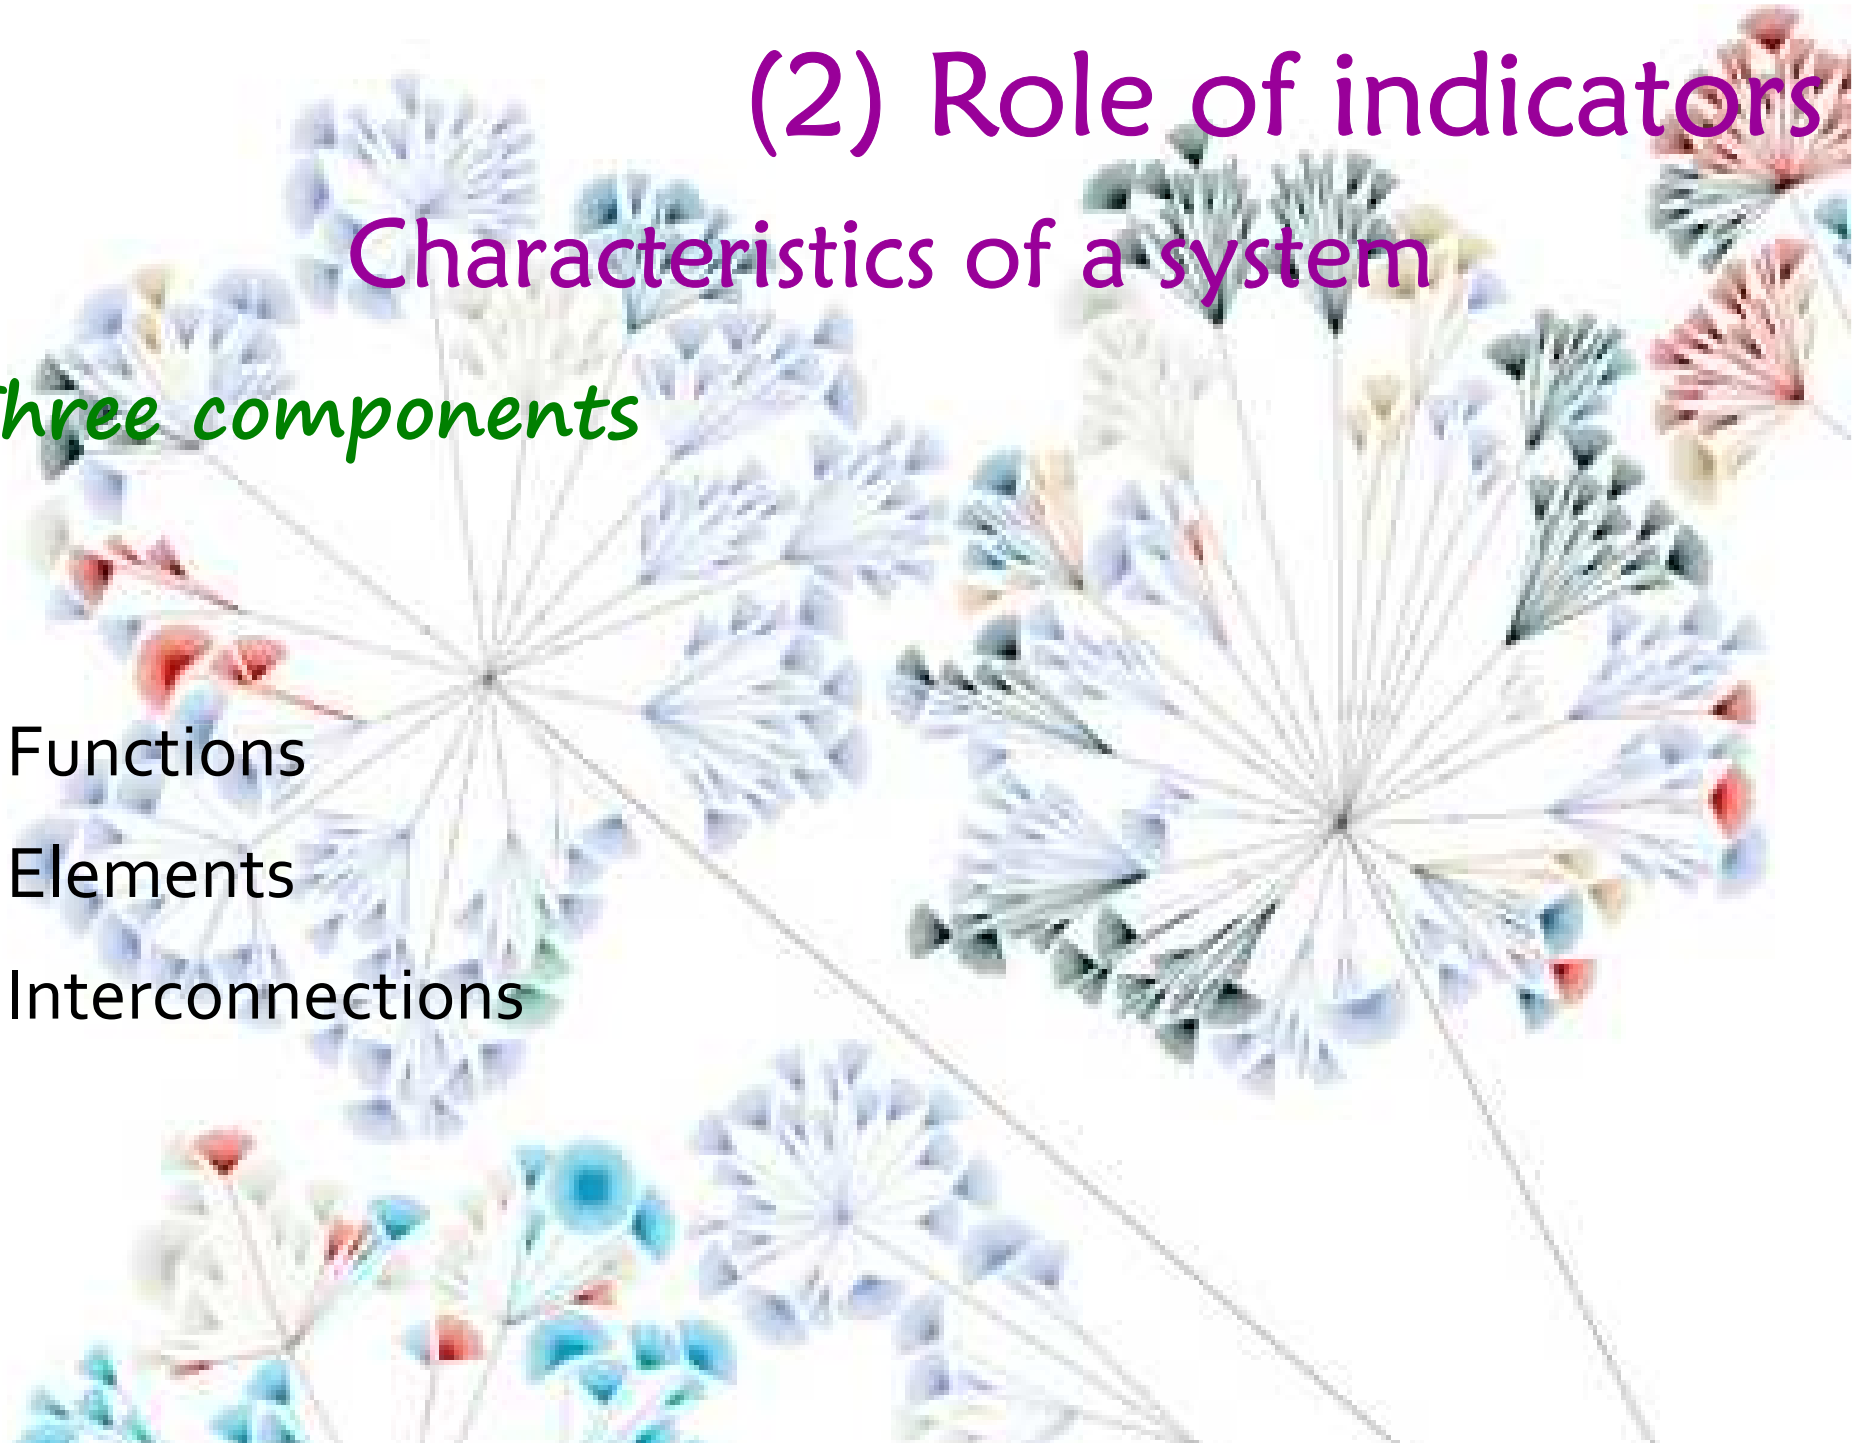 (2) Role of indicators
Characteristics of a system
hree components
Functions
Elements
Interconnections